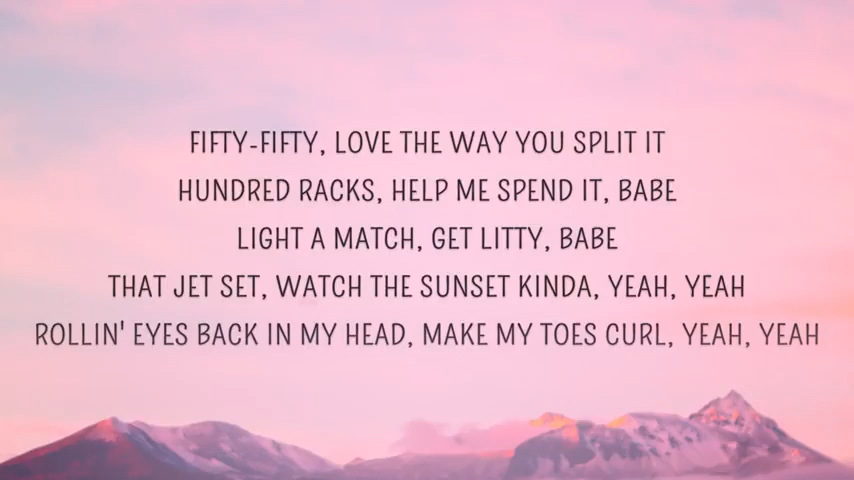 FIFTY-FIFTY, LOVE THE WAY YOU SPLIT IT
HUNDRED RACKS, HELP ME SPEND IT, BABE
LIGHT A MATCH, GET LITTY, BABE
THAT JET SET, WATCH THE SUNSET KINDA, YEAH, YEAH
ROLLIN' EYES BACK IN MY HEAD, MAKE MY TOES CURL, YEAH, YEAH